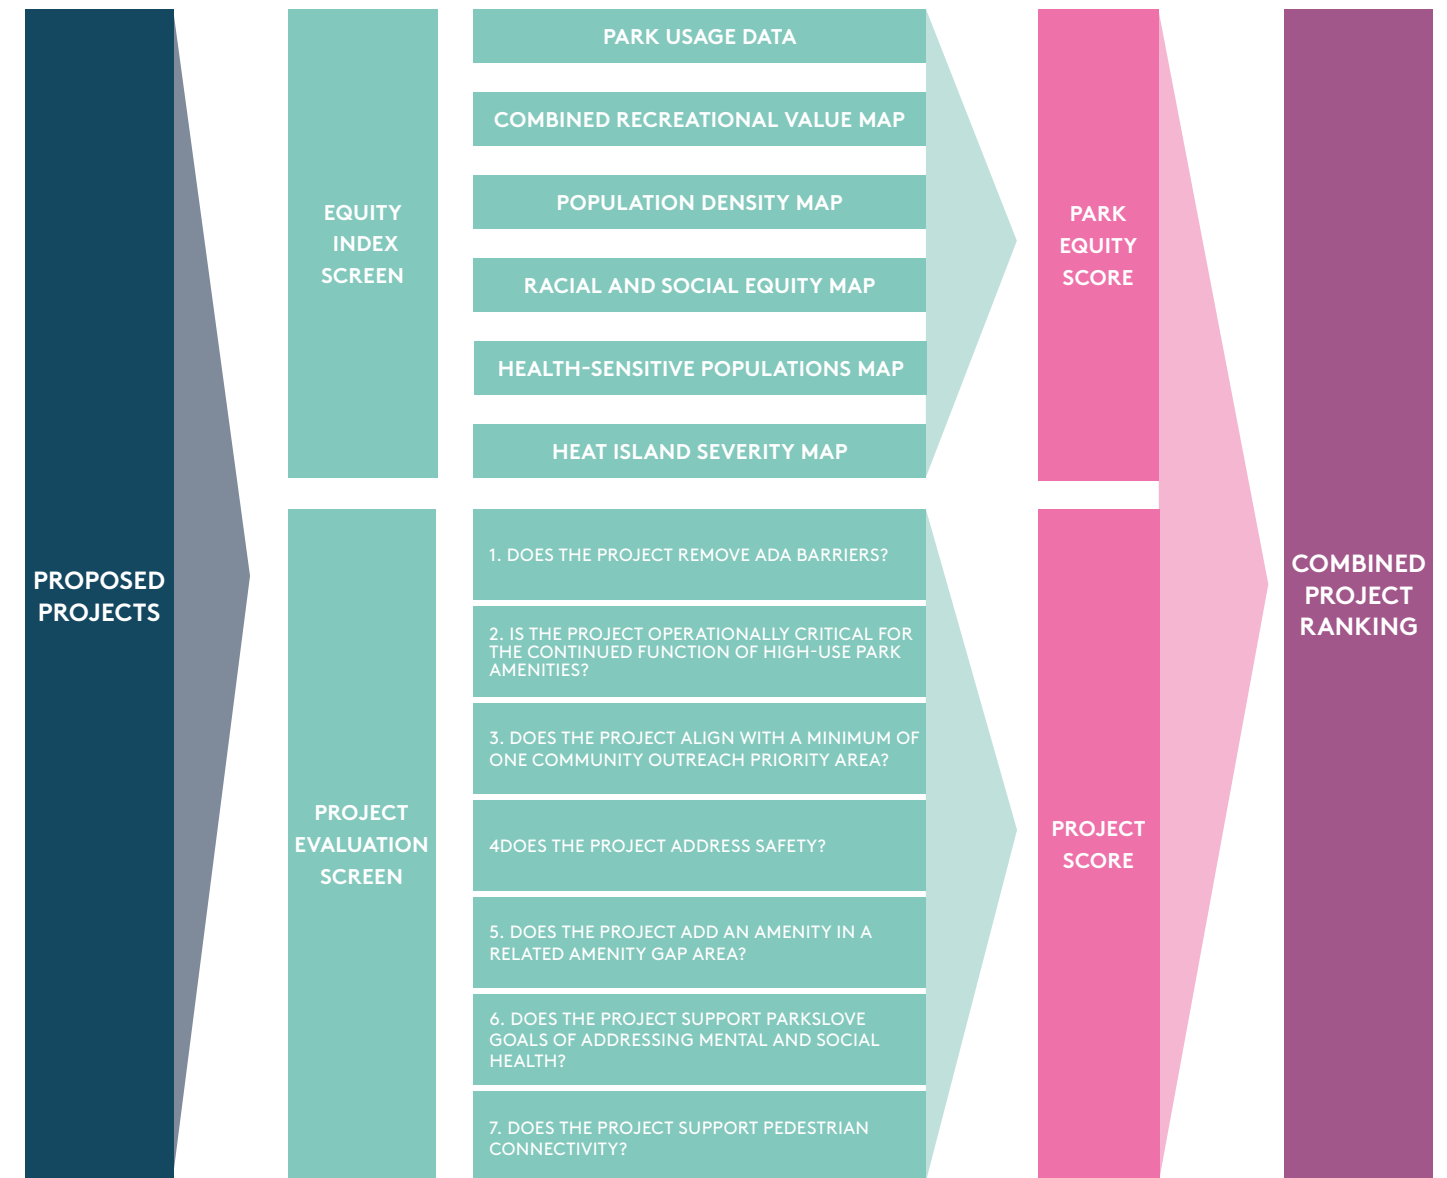 PROPOSED
PROJECTS
EQUITY
INDEX
SCREEN
PARK USAGE DATA
COMBINED RECREATIONAL VALUE MAP
POPULATION DENSITY MAP
RACIAL AND SOCIAL EQUITY MAP
HEALTH-SENSITIVE POPULATIONS MAP
HEAT ISLAND SEVERITY MAP
PARK
EQUITY
SCORE
PROJECT
EVALUATION
SCREEN
1. DOES THE PROJECT REMOVE ADA BARRIERS?
2. IS THE PROJECT OPERATIONALLY CRITICAL FOR
THE CONTINUED FUNCTION OF HIGH-USE PARK
AMENITIES?
3. DOES THE PROJECT ALIGN WITH A MINIMUM OF
ONE COMMUNITY OUTREACH PRIORITY AREA?
4DOES THE PROJECT ADDRESS SAFETY?
5. DOES THE PROJECT ADD AN AMENITY IN A
RELATED AMENITY GAP AREA?
6. DOES THE PROJECT SUPPORT PARKSLOVE
GOALS OF ADDRESSING MENTAL AND SOCIAL
HEALTH?
7. DOES THE PROJECT SUPPORT PEDESTRIAN
CONNECTIVITY?
PROJECT
SCORE
COMBINED
PROJECT
RANKING